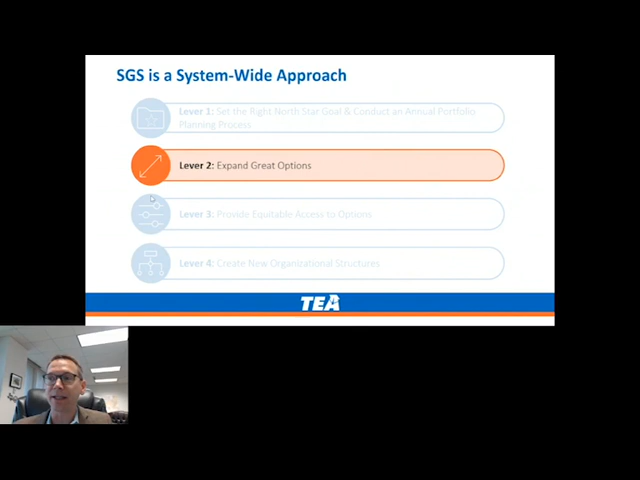 SGS is a System-Wide Approach
Lever 1: Set the Right North Star Goal & Conduct an Annual Portfolio
Planning Process
Lever 2: Expand Great Options
Lever 3: Provide Equitable Access to Options
Lever 4: Create New Organizational Structures
TEA